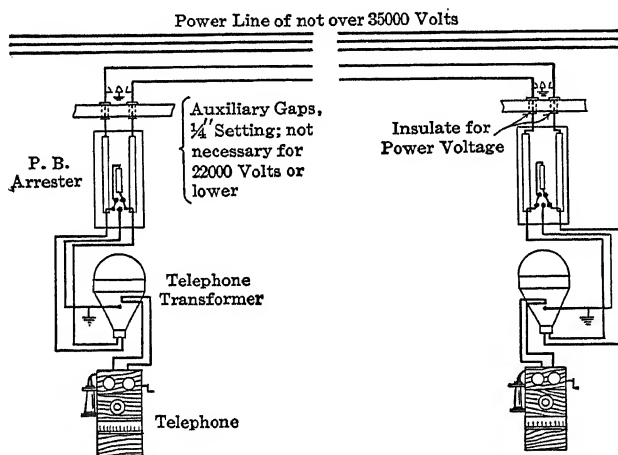 Power Line of not over 35000 Volts
Auxiliary Gaps,
¼" Setting; not
necessary for
22000 Volts or
lower
Insulate for
Power Voltage
P. B.
Arrester
Telephone
Transformer
Telephone